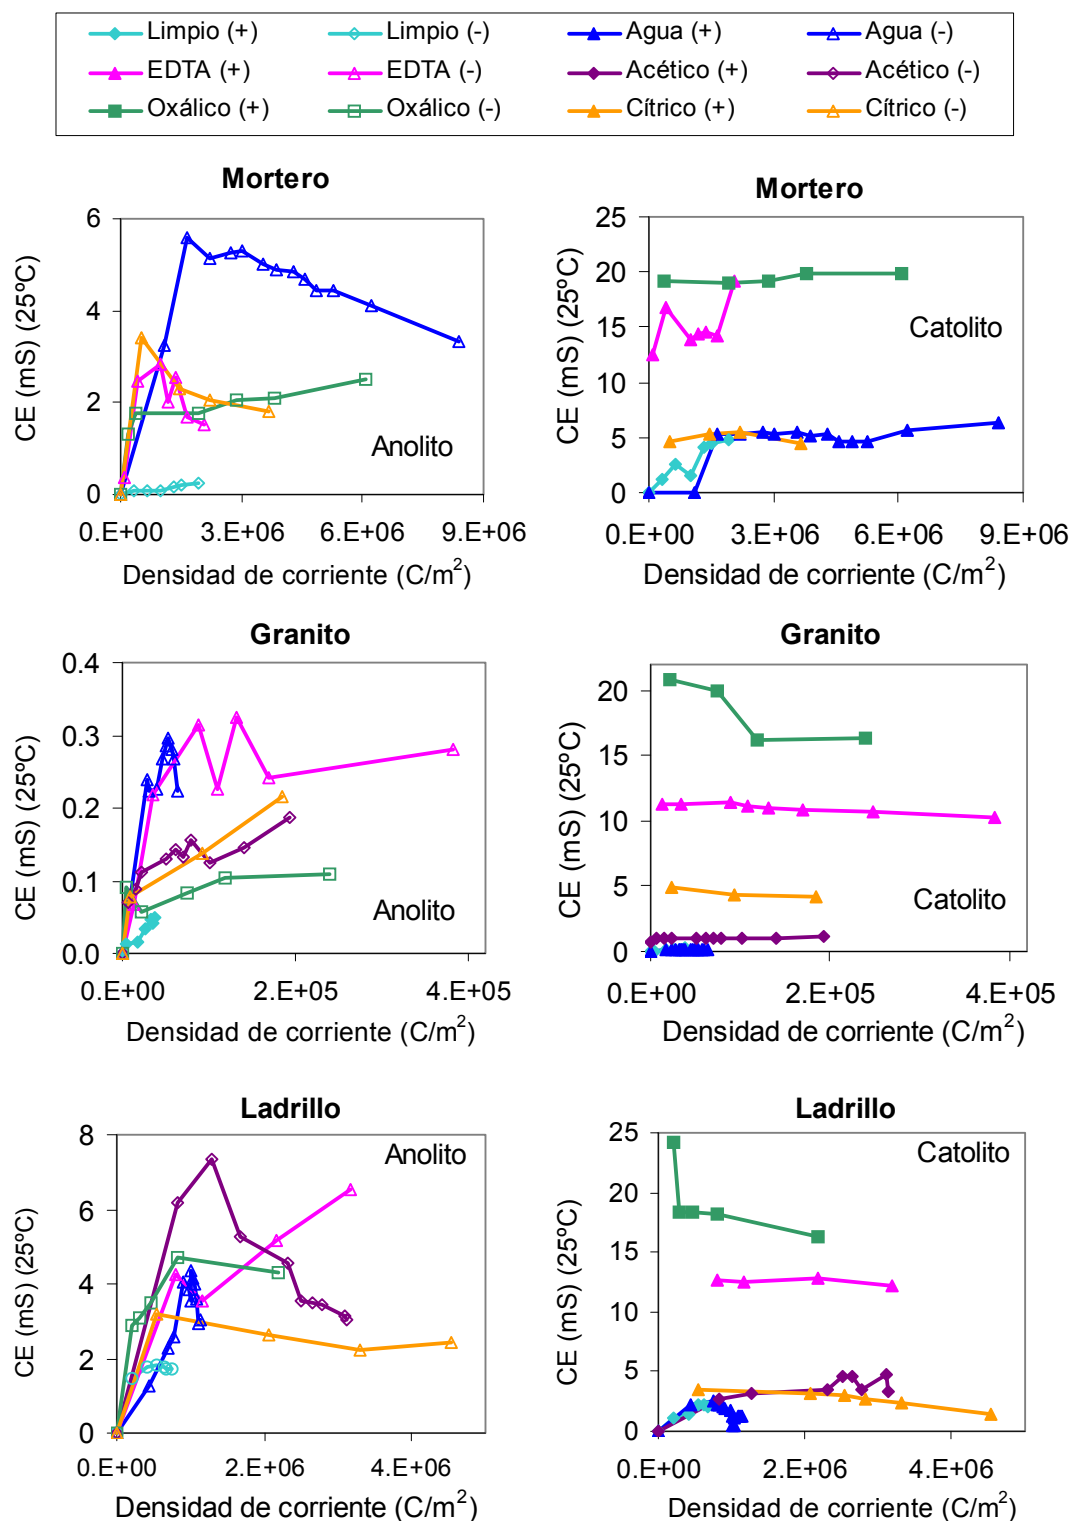 Limpio (+) Limpio (-) Agua (+) Agua (-)
EDTA (+) EDTA (-) Acético (+) Acético (-)
Oxálico (+) Oxálico (-) Cítrico (+) Cítrico (-)
Mortero
6
4
2
0
CE (mS) (25ºC)
Anolito
0.E+00 3.E+06 6.E+06 9.E+06
Densidad de corriente (C/m²)
Mortero
25
20
15
10
5
0
CE (mS) (25ºC)
Catolito
0.E+00 3.E+06 6.E+06 9.E+06
Densidad de corriente (C/m²)
Granito
0.4
0.3
0.2
0.1
0.0
CE (mS) (25ºC)
Anolito
0.E+00 2.E+05 4.E+05
Densidad de corriente (C/m²)
Granito
20
15
10
5
0
CE (mS) (25ºC)
Catolito
0.E+00 2.E+05 4.E+05
Densidad de corriente (C/m²)
Ladrillo
8
6
4
2
0
CE (mS) (25ºC)
Anolito
0.E+00 2.E+06 4.E+06
Densidad de corriente (C/m²)
Ladrillo
25
20
15
10
5
0
CE (mS) (25ºC)
Catolito
0.E+00 2.E+06 4.E+06
Densidad de corriente (C/m²)